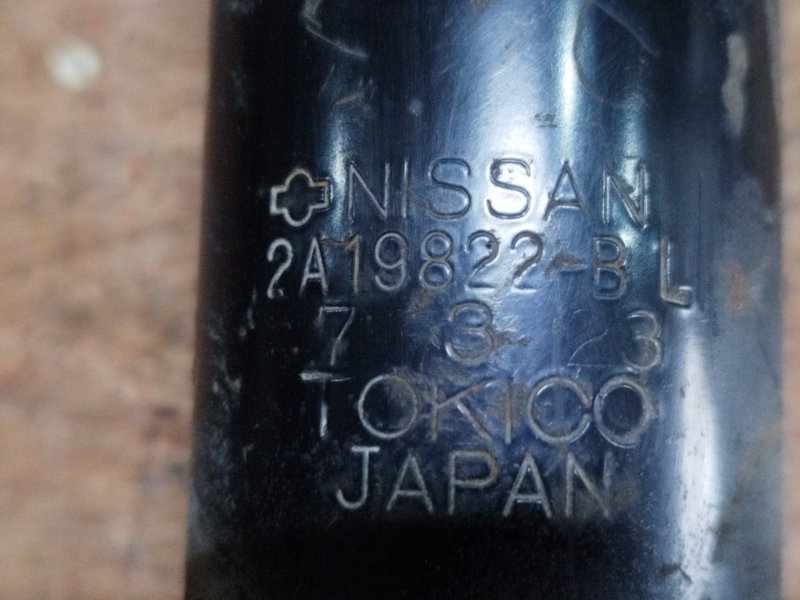 NISSAN
2A19822-B L
7 3 3
TOKICO
JAPAN